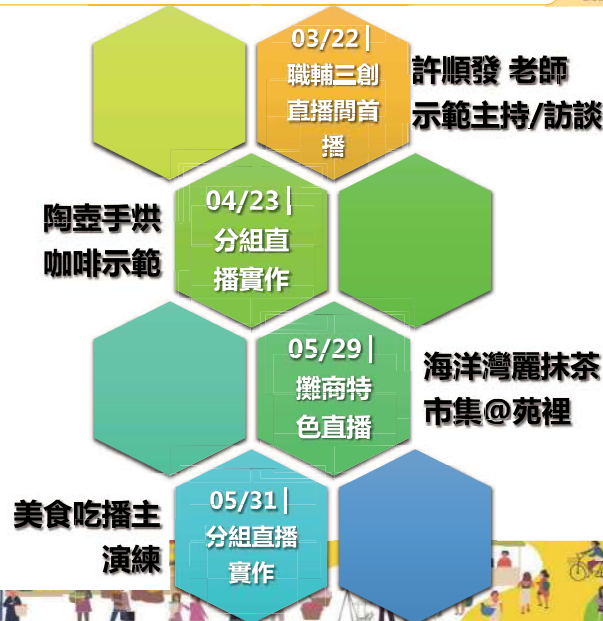 03/22|
職輔三創
直播間首
播
許順發 老師
示範主持/訪談
陶壺手烘
咖啡示範
04/23|
分組直
播實作
05/29|
攤商特
色直播
海洋灣麗抹茶
市集@苑裡
美食吃播主
演練
05/31|
分組直播
實作